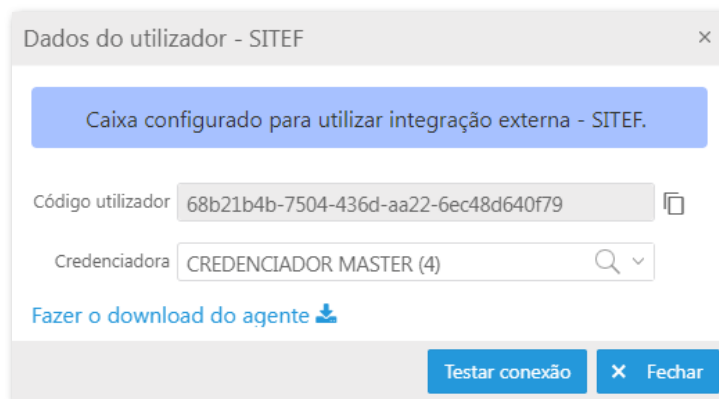 Dados do utilizador - SITEF
Caixa configurado para utilizar integração externa - SITEF.
Código utilizador 68b21b4b-7504-436d-aa22-6ec48d640f79
Credenciadora CREDENCIADOR MASTER (4)
Fazer o download do agente
Testar conexão × Fechar